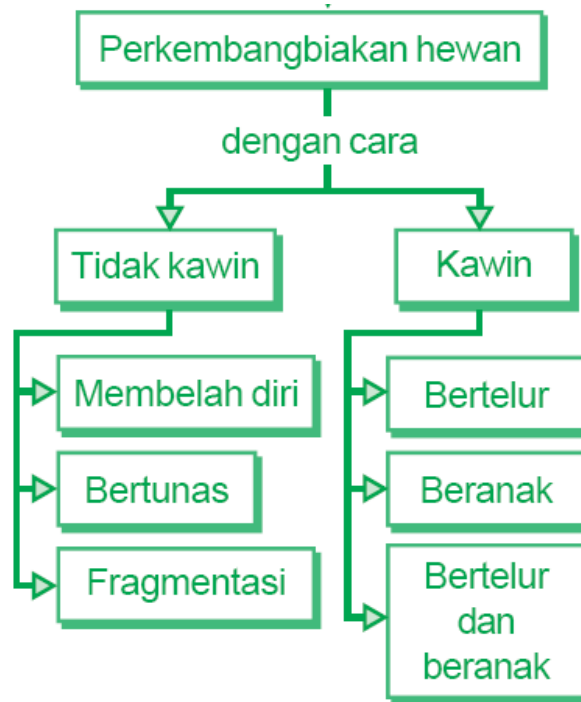 Perkembangbiakan hewan
dengan cara
Tidak kawin
Kawin
Membelah diri
Bertunas
Fragmentasi
Bertelur
Beranak
Bertelur
dan
beranak